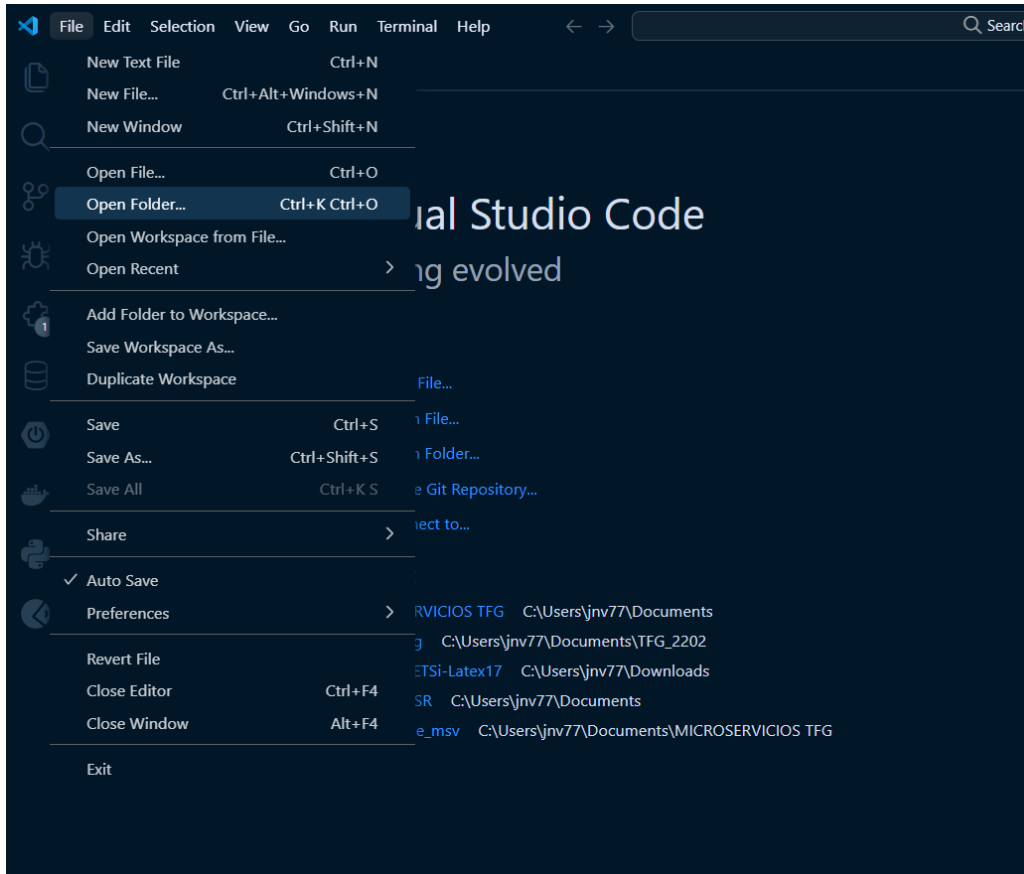 File Edit Selection View Go Run Terminal Help Search
New Text File Ctrl+N
New File... Ctrl+Alt+Windows+N
New Window Ctrl+Shift+N
Open File... Ctrl+O
Open Folder... Ctrl+K Ctrl+O
ual Studio Code
Open Workspace from File...
Open Recent
ng evolved
Add Folder to Workspace...
1
Save Workspace As...
Duplicate Workspace
File...
Save Ctrl+S
n File...
Save As... Ctrl+Shift+S
n Folder...
Save All Ctrl+K S
e Git Repository...
nect to...
Share
Auto Save
Preferences
RVICIOS TFG C:\Users\jnv77\Documents
g C:\Users\jnv77\Documents\TFG_2202
Revert File
ETSi-Latex17 C:\Users\jnv77\Downloads
Close Editor Ctrl+F4
SR C:\Users\jnv77\Documents
Close Window Alt+F4
e_msv C:\Users\jnv77\Documents\MICROSERVICIOS TFG
Exit